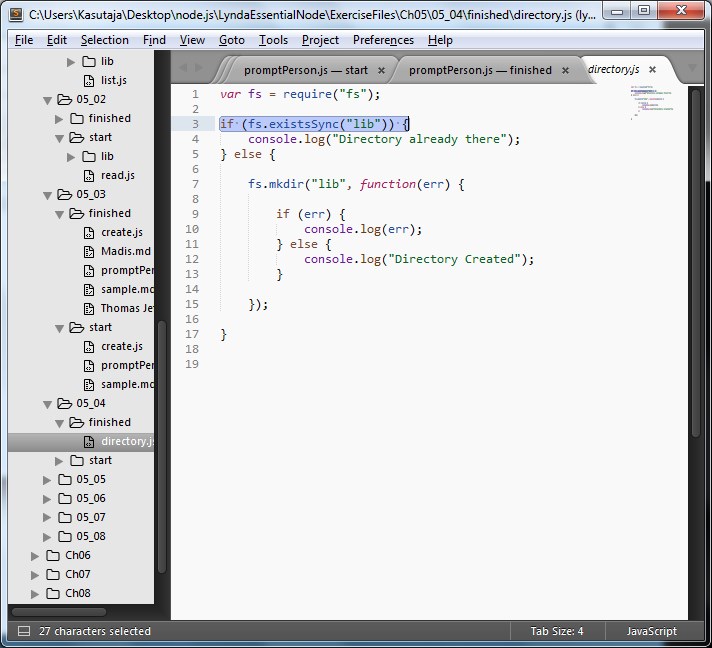 C:\Users\Kasutaja\Desktop\node.js\LyndaEssentialNode\ExerciseFiles\Ch05\05_04\finished\directory.js (ly...
File Edit Selection Find View Goto Tools Project Preferences Help
promptPerson.js — start × promptPerson.js — finished × directory.js ×
lib
list.js
05_02
finished
start
lib
read.js
05_03
finished
create.js
Madis.md
promptPer
sample.md
Thomas Je
start
create.js
promptPer
sample.md
05_04
finished
directory.js
start
05_05
05_06
05_07
05_08
Ch06
Ch07
Ch08
1 var fs = require("fs");
2
3 if (fs.existsSync("lib")) {
4 console.log("Directory already there");
5 } else {
6
7 fs.mkdir("lib", function(err) {
8
9 if (err) {
10 console.log(err);
11 } else {
12 console.log("Directory Created");
13 }
14
15 });
16
17 }
18
19
27 characters selected Tab Size: 4 JavaScript